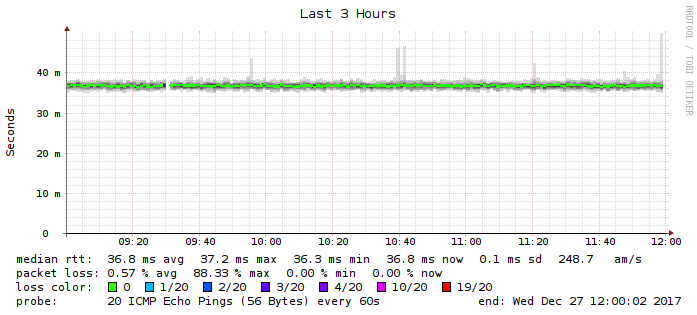 Last 3 Hours
RRDTOOL / TOBI OETIKER
Seconds
40 m
30 m
20 m
10 m
0
09:20 09:40 10:00 10:20 10:40 11:00 11:20 11:40 12:00
median rtt: 36.8 ms avg 37.2 ms max 36.3 ms min 36.8 ms now 0.1 ms sd 248.7 am/s
packet loss: 0.57 % avg 88.33 % max 0.00 % min 0.00 % now
loss color: 0 1/20 2/20 3/20 4/20 10/20 19/20
probe: 20 ICMP Echo Pings (56 Bytes) every 60s end: Wed Dec 27 12:00:02 2017